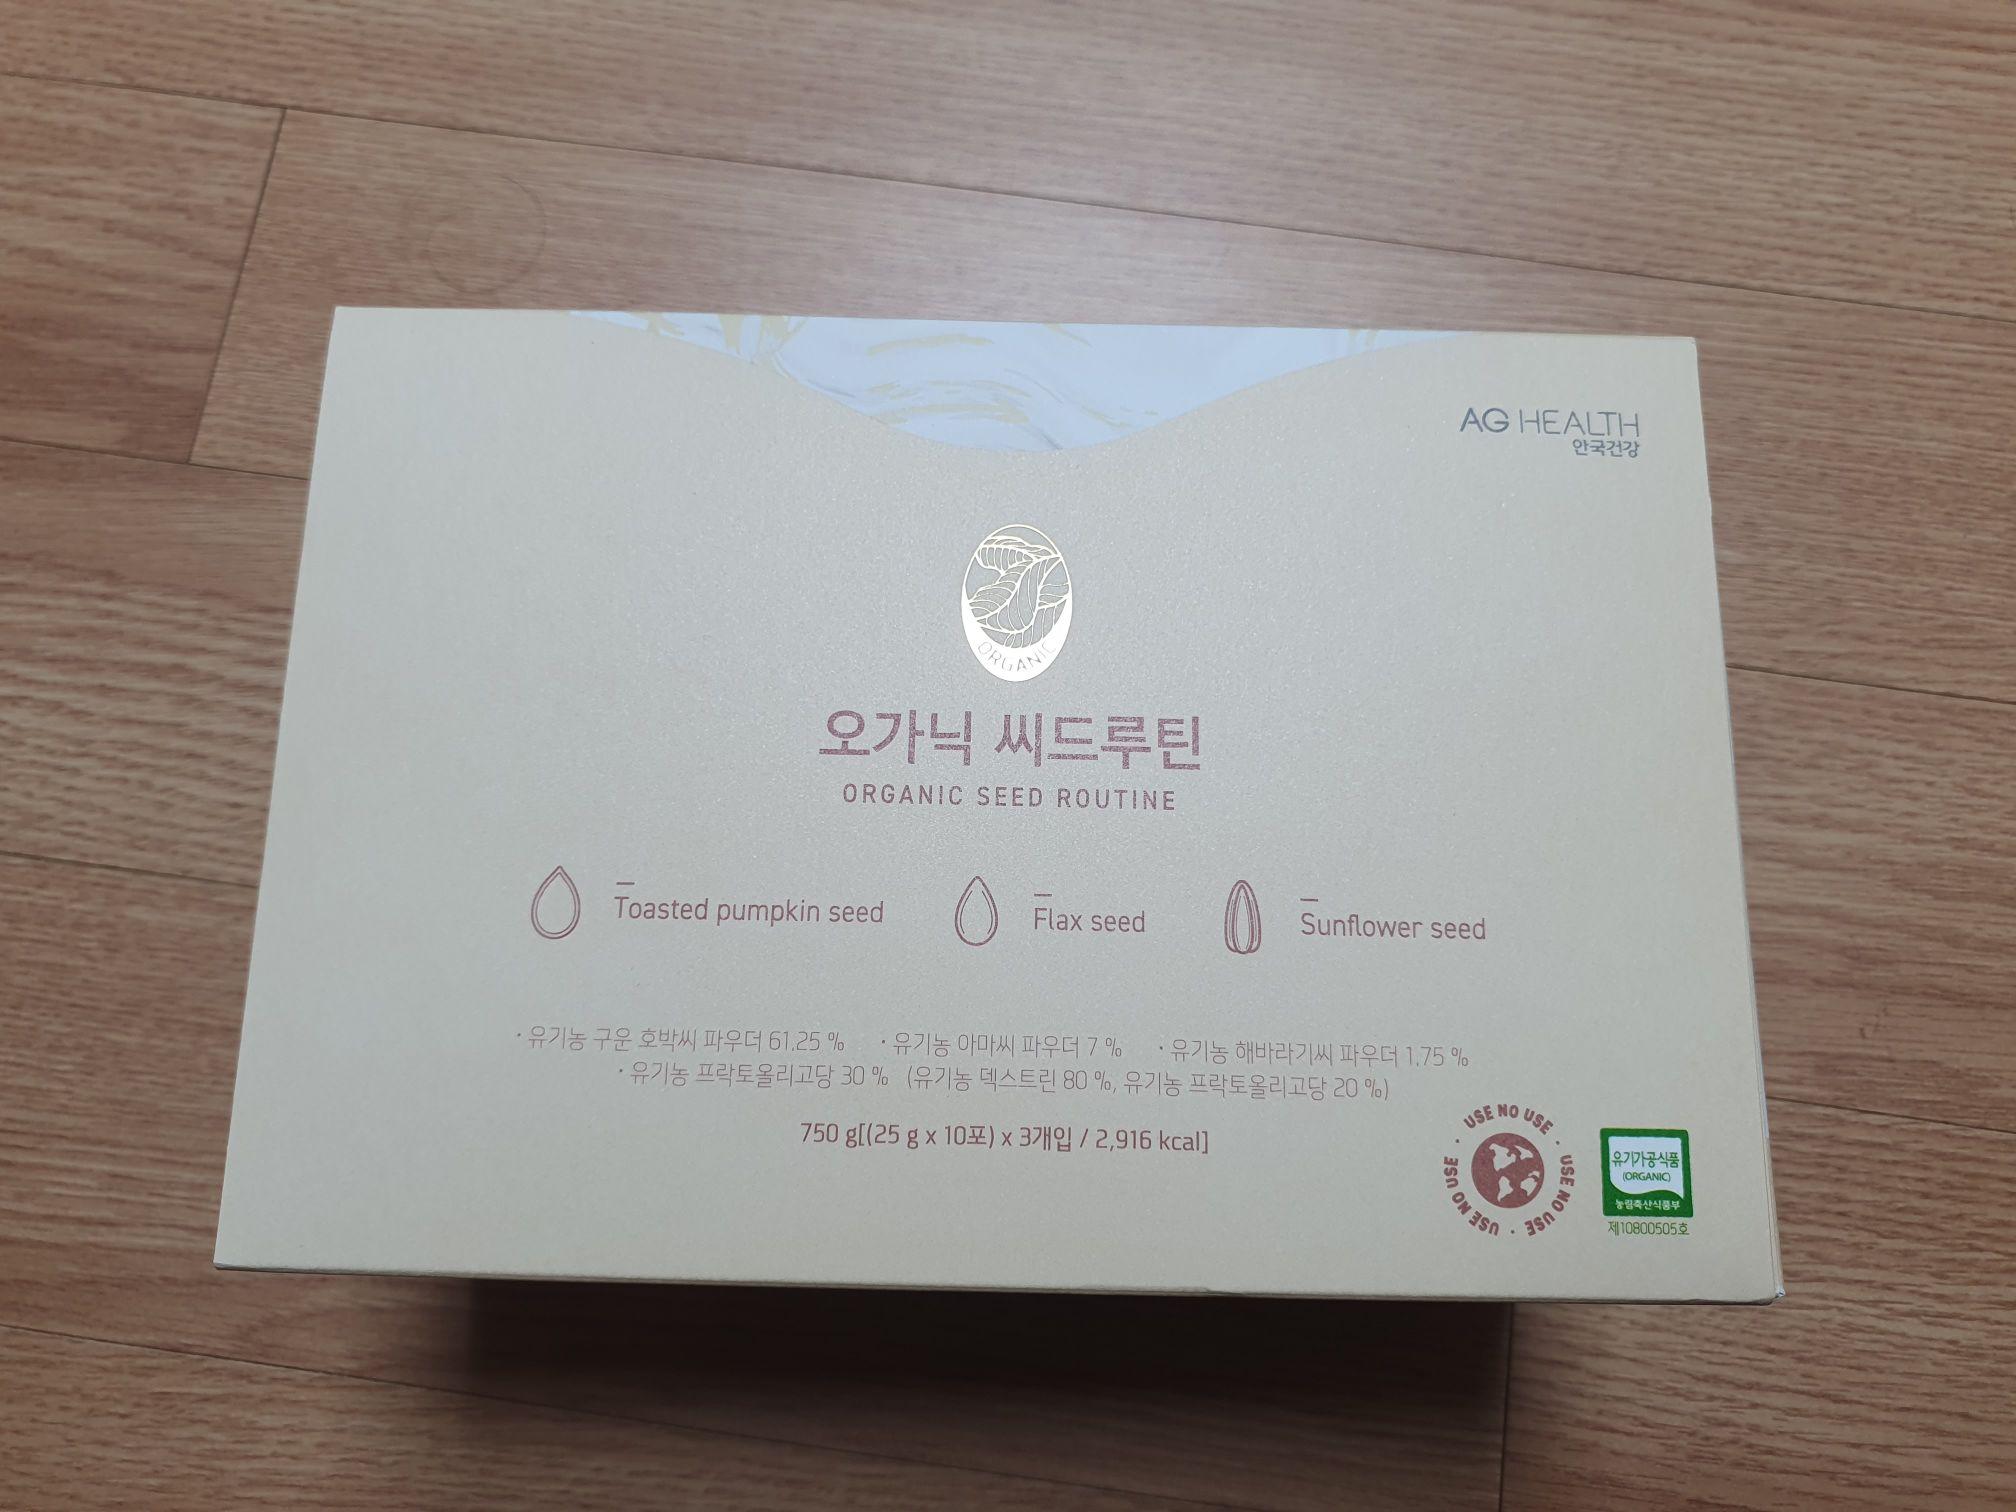 AG HEALTH
안국건강
ORGANIC
오가닉 씨드루틴
ORGANIC SEED ROUTINE
Toasted pumpkin seed
Flax seed
Sunflower seed
· 유기농 구운 호박씨 파우더 61.25 % · 유기농 아마씨 파우더 7 % · 유기농 해바라기씨 파우더 1.75 %
· 유기농 프락토올리고당 30 % (유기농 덱스트린 80 %, 유기농 프락토올리고당 20 %)
750 g[(25 g x 10포) x 3개입 / 2,916 kcal]
USE NO USE · USE NO USE · USE NO USE ·
유기가공식품
(ORGANIC)
농림축산식품부
제10800505호